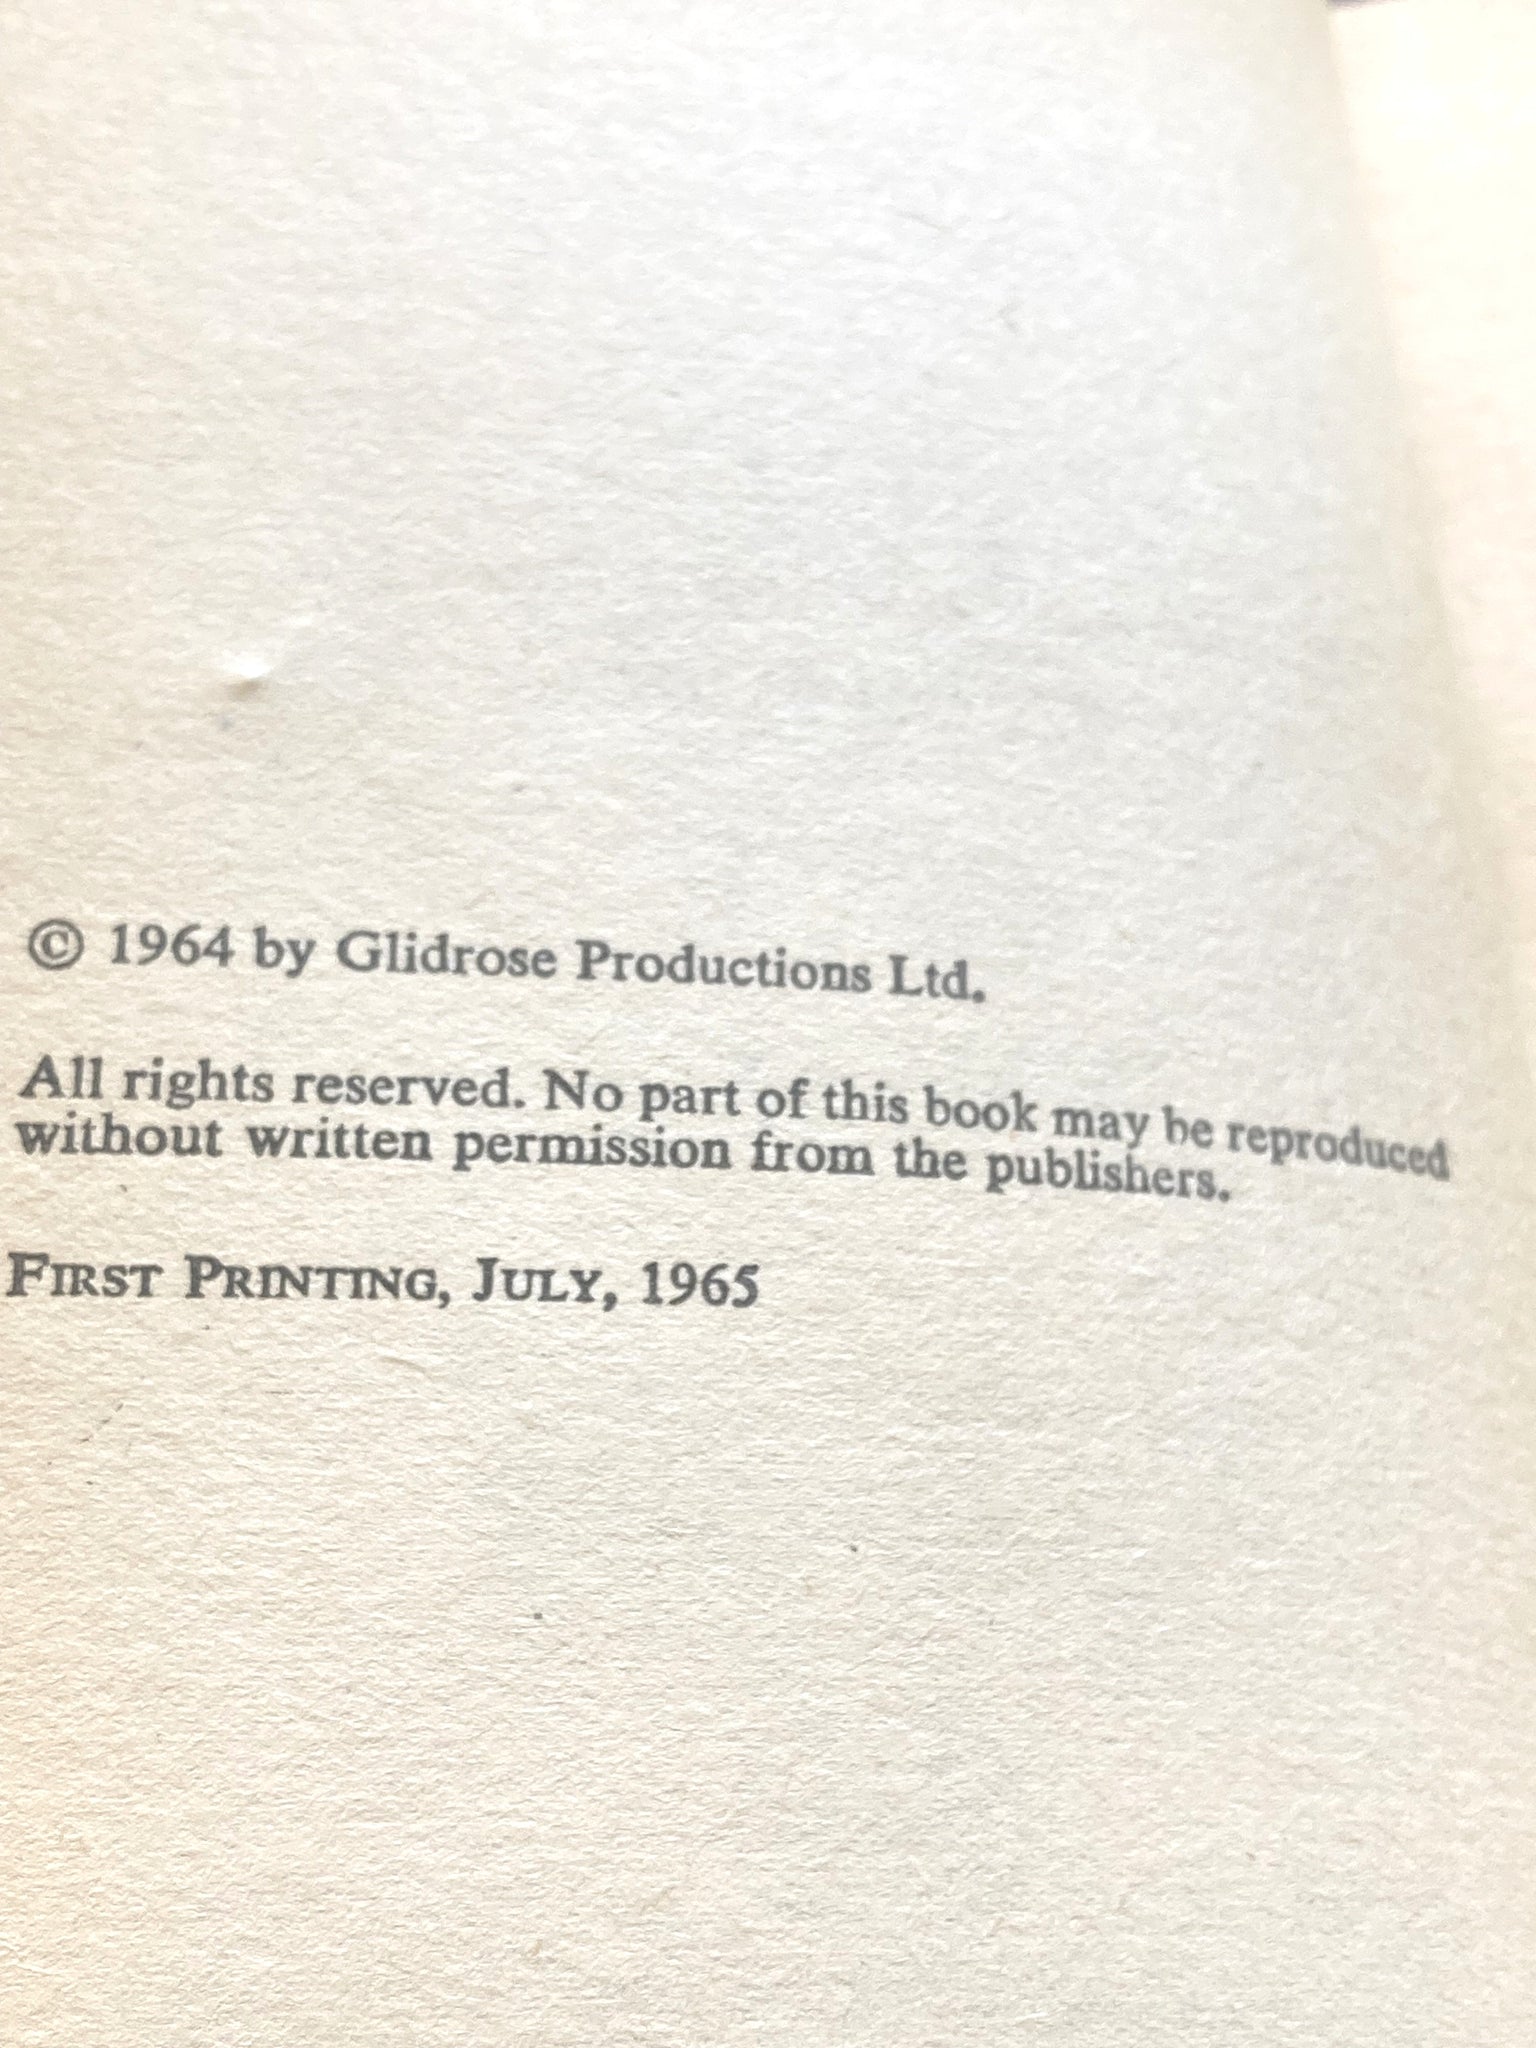 © 1964 by Glidrose Productions Ltd.
All rights reserved. No part of this book may be reproduced
without written permission from the publishers.
FIRST PRINTING, JULY, 1965